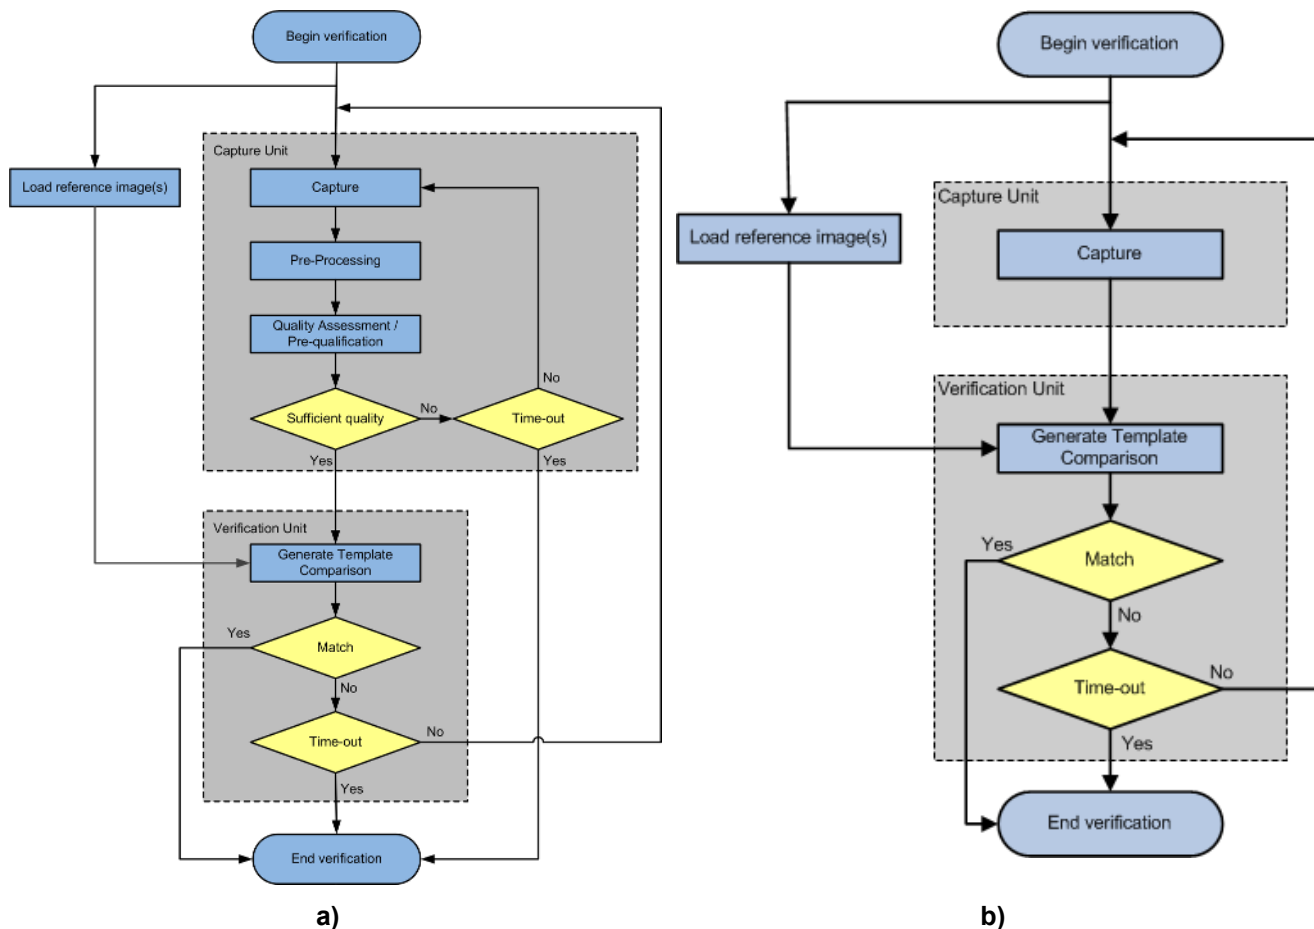 Begin verification
Capture Unit
Load reference image(s)
Capture
Pre-Processing
Quality Assessment /
Pre-qualification
No
Sufficient quality
No
Time-out
Yes
Yes
Verification Unit
Generate Template
Comparison
Yes
Match
No
Time-out
No
Yes
End verification
a)
Begin verification
Capture Unit
Load reference image(s)
Capture
Verification Unit
Generate Template
Comparison
Yes
Match
No
Time-out
No
Yes
End verification
b)